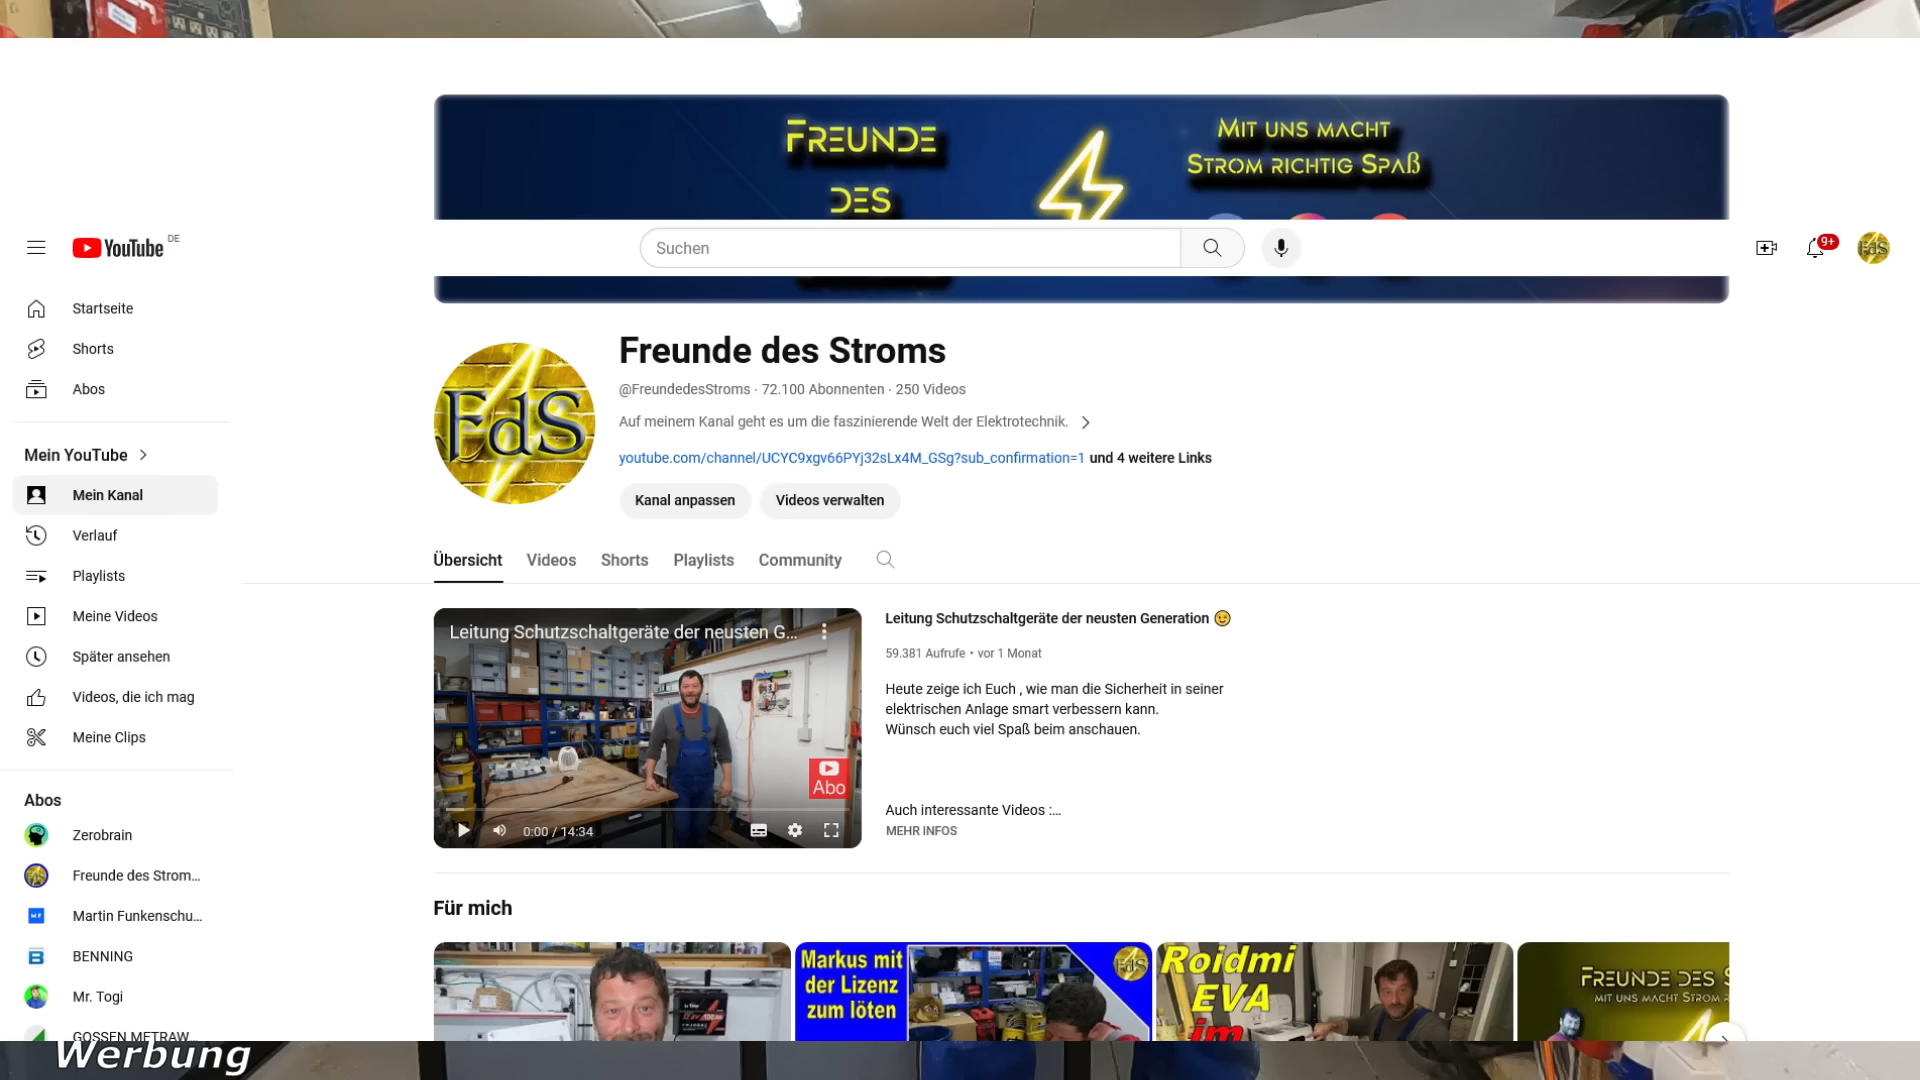 Freunde
des
Mit uns macht
Strom richtig Spaß
YouTube DE
Suchen
9+
FdS
Startseite
Shorts
Abos
Mein YouTube
Mein Kanal
Verlauf
Playlists
Meine Videos
Später ansehen
Videos, die ich mag
Meine Clips
Abos
Zerobrain
Freunde des Strom...
Martin Funkenschu...
BENNING
Mr. Togi
GOSSEN METRAW...
FdS
Freunde des Stroms
@FreundedesStroms · 72.100 Abonnenten · 250 Videos
Auf meinem Kanal geht es um die faszinierende Welt der Elektrotechnik.
youtube.com/channel/UCYC9xgv66PYj32sLx4M_GSg?sub_confirmation=1 und 4 weitere Links
Kanal anpassen
Videos verwalten
Übersicht
Videos
Shorts
Playlists
Community
Leitung Schutzschaltgeräte der neusten G...
Abo
0:00 / 14:34
Leitung Schutzschaltgeräte der neusten Generation 😉
59.381 Aufrufe • vor 1 Monat
Heute zeige ich Euch , wie man die Sicherheit in seiner
elektrischen Anlage smart verbessern kann.
Wünsch euch viel Spaß beim anschauen.
Auch interessante Videos :...
MEHR INFOS
Für mich
Markus mit
der Lizenz
zum löten
FdS
Roidmi
EVA
im
Freunde des S
Mit uns macht Strom r
Werbung